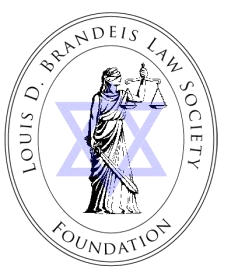 LOUIS D. BRANDEIS LAW SOCIETY
FOUNDATION